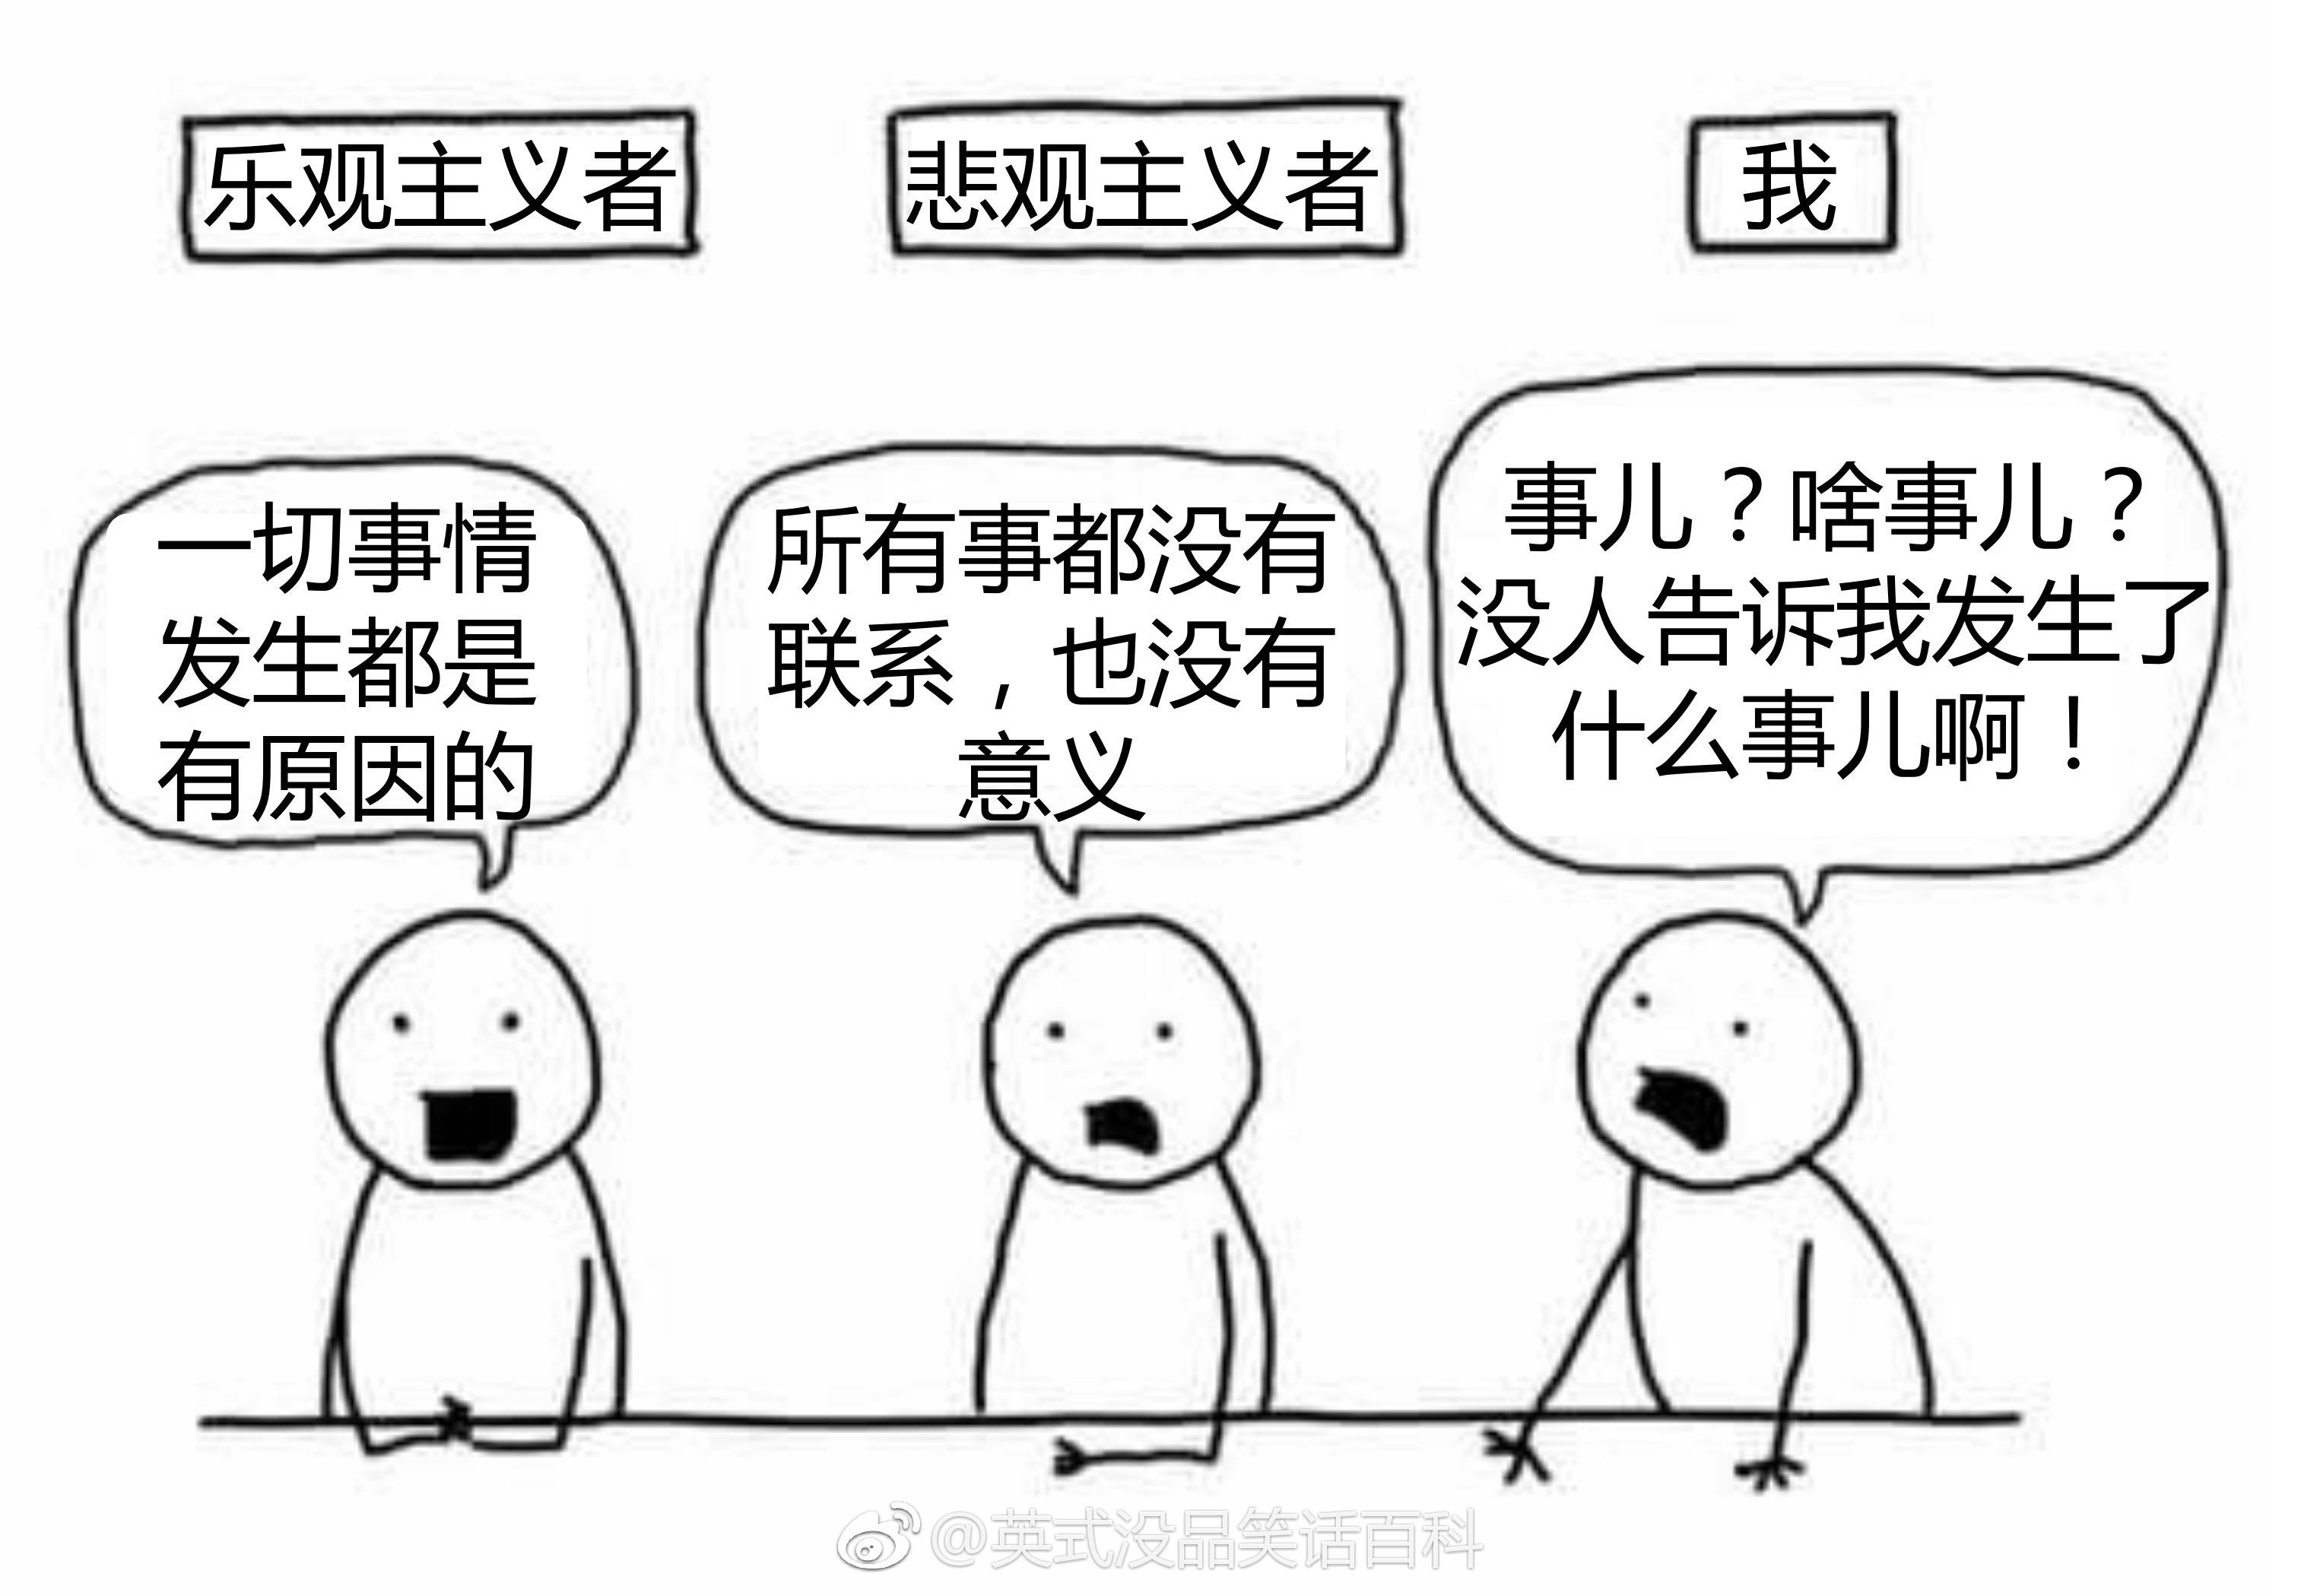 乐观主义者
悲观主义者
我
一切事情
发生都是
有原因的
所有事都没有
联系，也没有
意义
事儿？啥事儿？
没人告诉我发生了
什么事儿啊！
@英式没品笑话百科